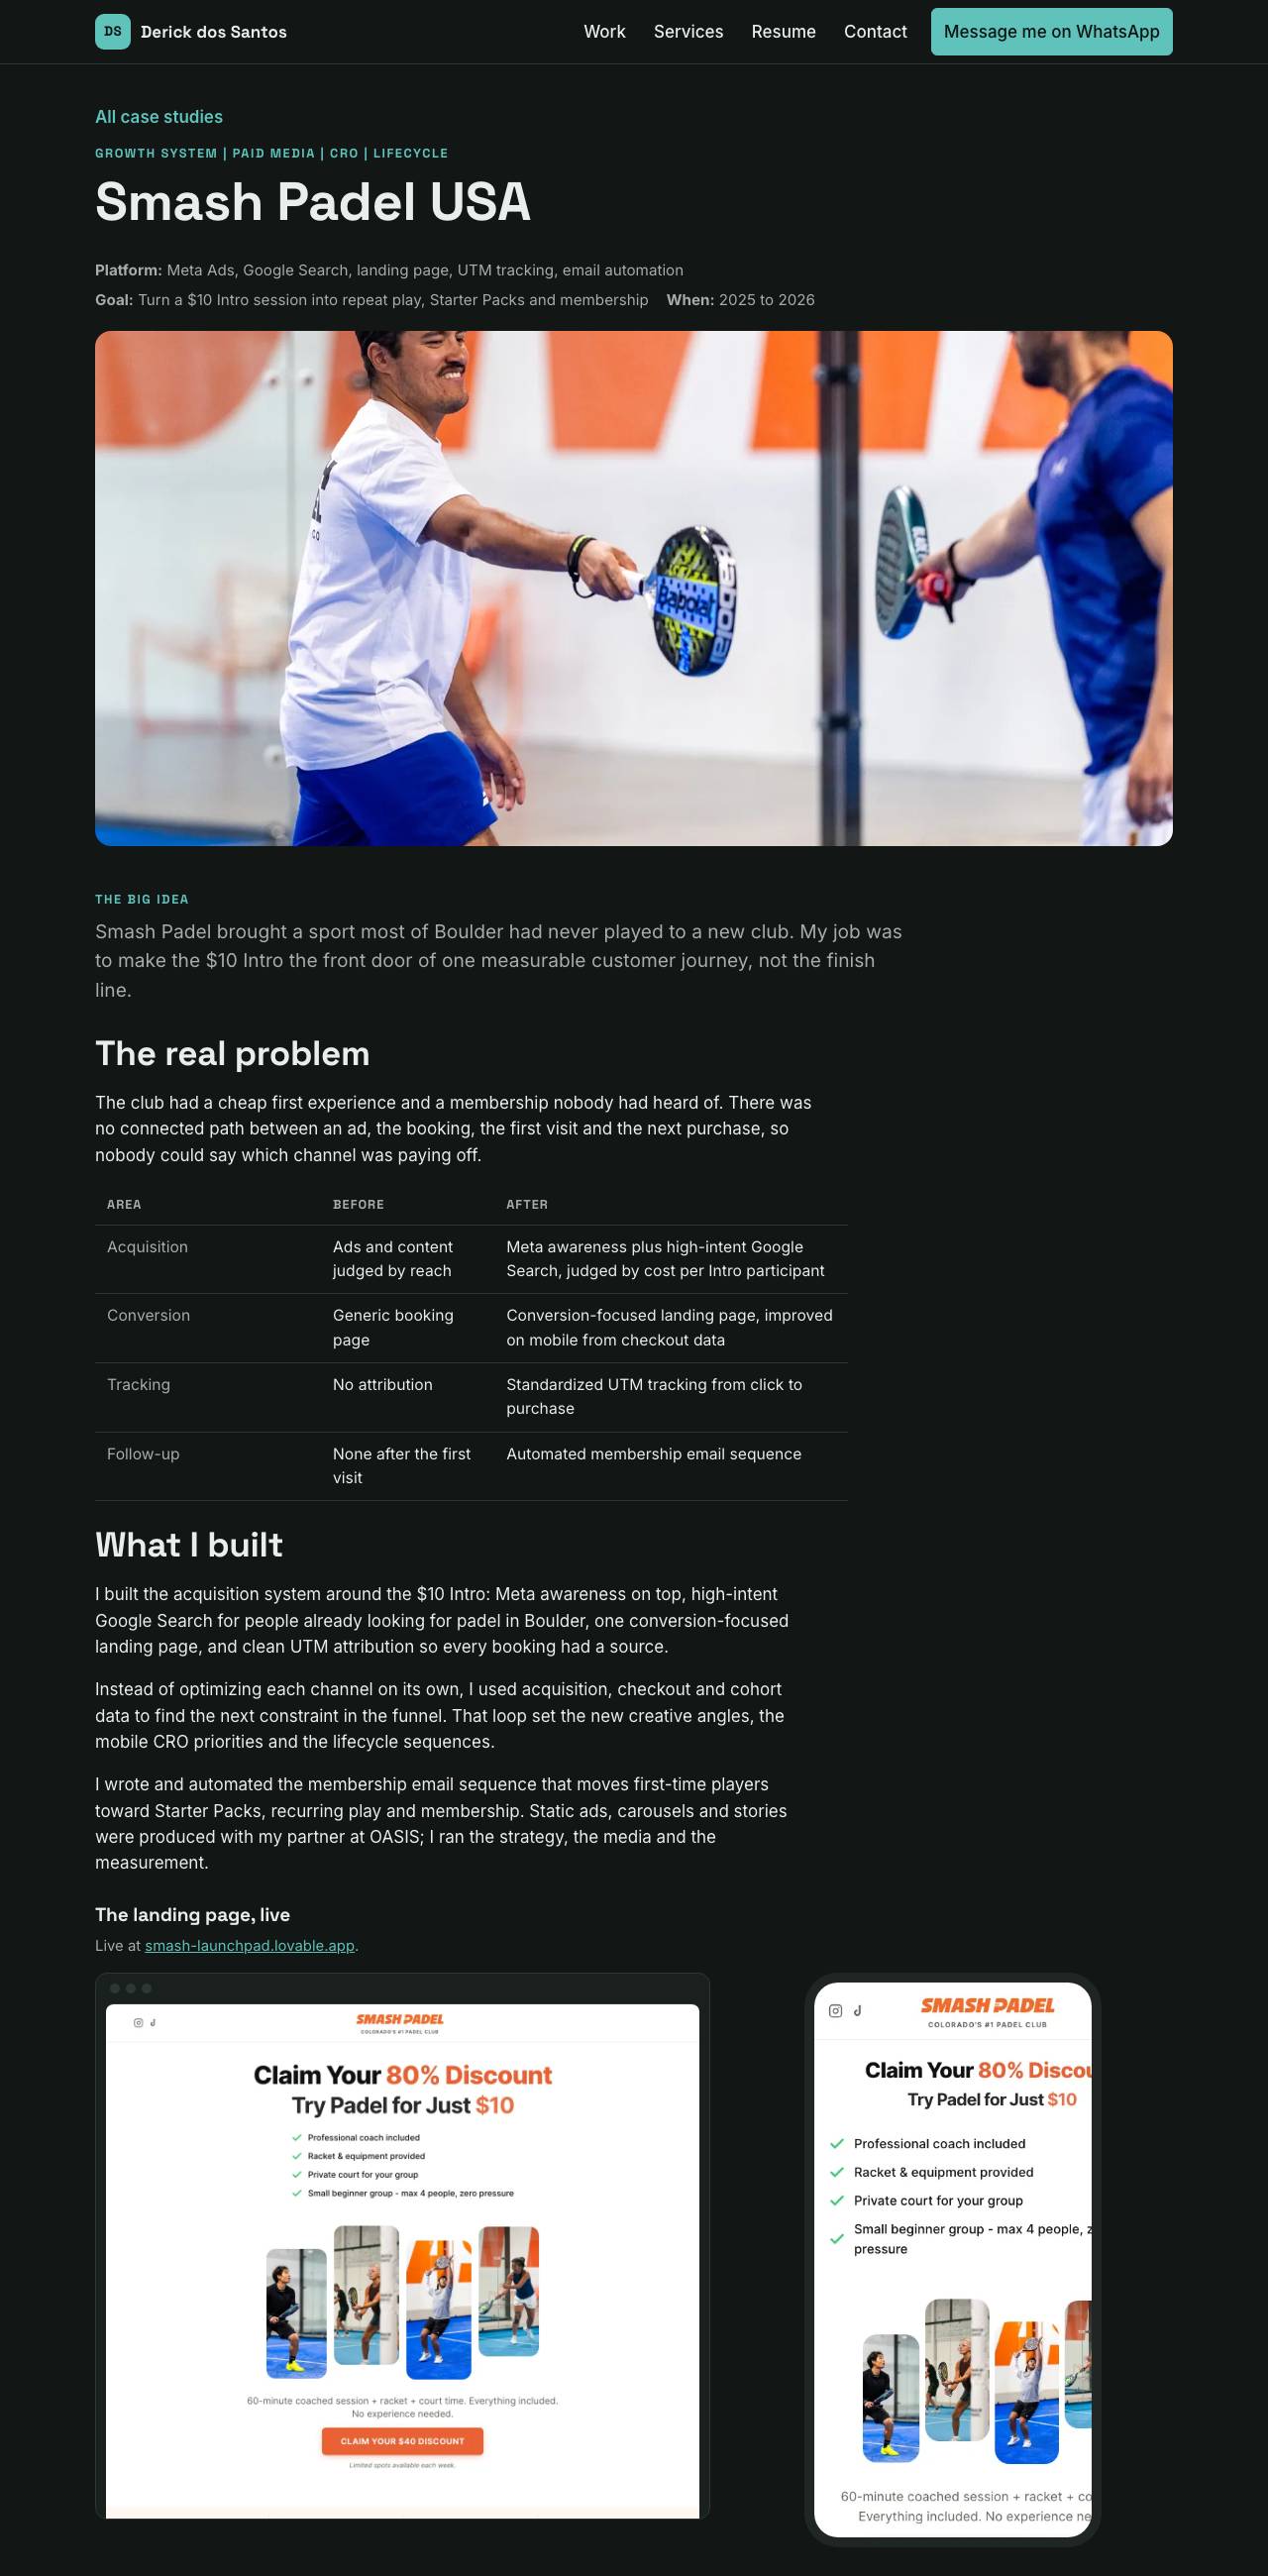 DS Derick dos Santos Work Services Resume Contact Message me on WhatsApp
All case studies
GROWTH SYSTEM | PAID MEDIA | CRO | LIFECYCLE
Smash Padel USA
Platform: Meta Ads, Google Search, landing page, UTM tracking, email automation
Goal: Turn a $10 Intro session into repeat play, Starter Packs and membership When: 2025 to 2026
Babolat
THE BIG IDEA
Smash Padel brought a sport most of Boulder had never played to a new club. My job was
to make the $10 Intro the front door of one measurable customer journey, not the finish
line.
The real problem
The club had a cheap first experience and a membership nobody had heard of. There was
no connected path between an ad, the booking, the first visit and the next purchase, so
nobody could say which channel was paying off.
AREA BEFORE AFTER
Acquisition Ads and content Meta awareness plus high-intent Google
judged by reach Search, judged by cost per Intro participant
Conversion Generic booking Conversion-focused landing page, improved
page on mobile from checkout data
Tracking No attribution Standardized UTM tracking from click to
purchase
Follow-up None after the first Automated membership email sequence
visit
What I built
I built the acquisition system around the $10 Intro: Meta awareness on top, high-intent
Google Search for people already looking for padel in Boulder, one conversion-focused
landing page, and clean UTM attribution so every booking had a source.
Instead of optimizing each channel on its own, I used acquisition, checkout and cohort
data to find the next constraint in the funnel. That loop set the new creative angles, the
mobile CRO priorities and the lifecycle sequences.
I wrote and automated the membership email sequence that moves first-time players
toward Starter Packs, recurring play and membership. Static ads, carousels and stories
were produced with my partner at OASIS; I ran the strategy, the media and the
measurement.
The landing page, live
Live at smash-launchpad.lovable.app.
SMASH PADEL
COLORADO'S #1 PADEL CLUB
Claim Your 80% Discount
Try Padel for Just $10
Professional coach included
Racket & equipment provided
Private court for your group
Small beginner group - max 4 people, zero pressure
60-minute coached session + racket + court time. Everything included.
No experience needed.
CLAIM YOUR $40 DISCOUNT
Limited spots available each week.
SMASH PADEL
COLORADO'S #1 PADEL CLUB
Claim Your 80% Discou
Try Padel for Just $10
Professional coach included
Racket & equipment provided
Private court for your group
Small beginner group - max 4 people, z
pressure
60-minute coached session + racket + co
Everything included. No experience ne